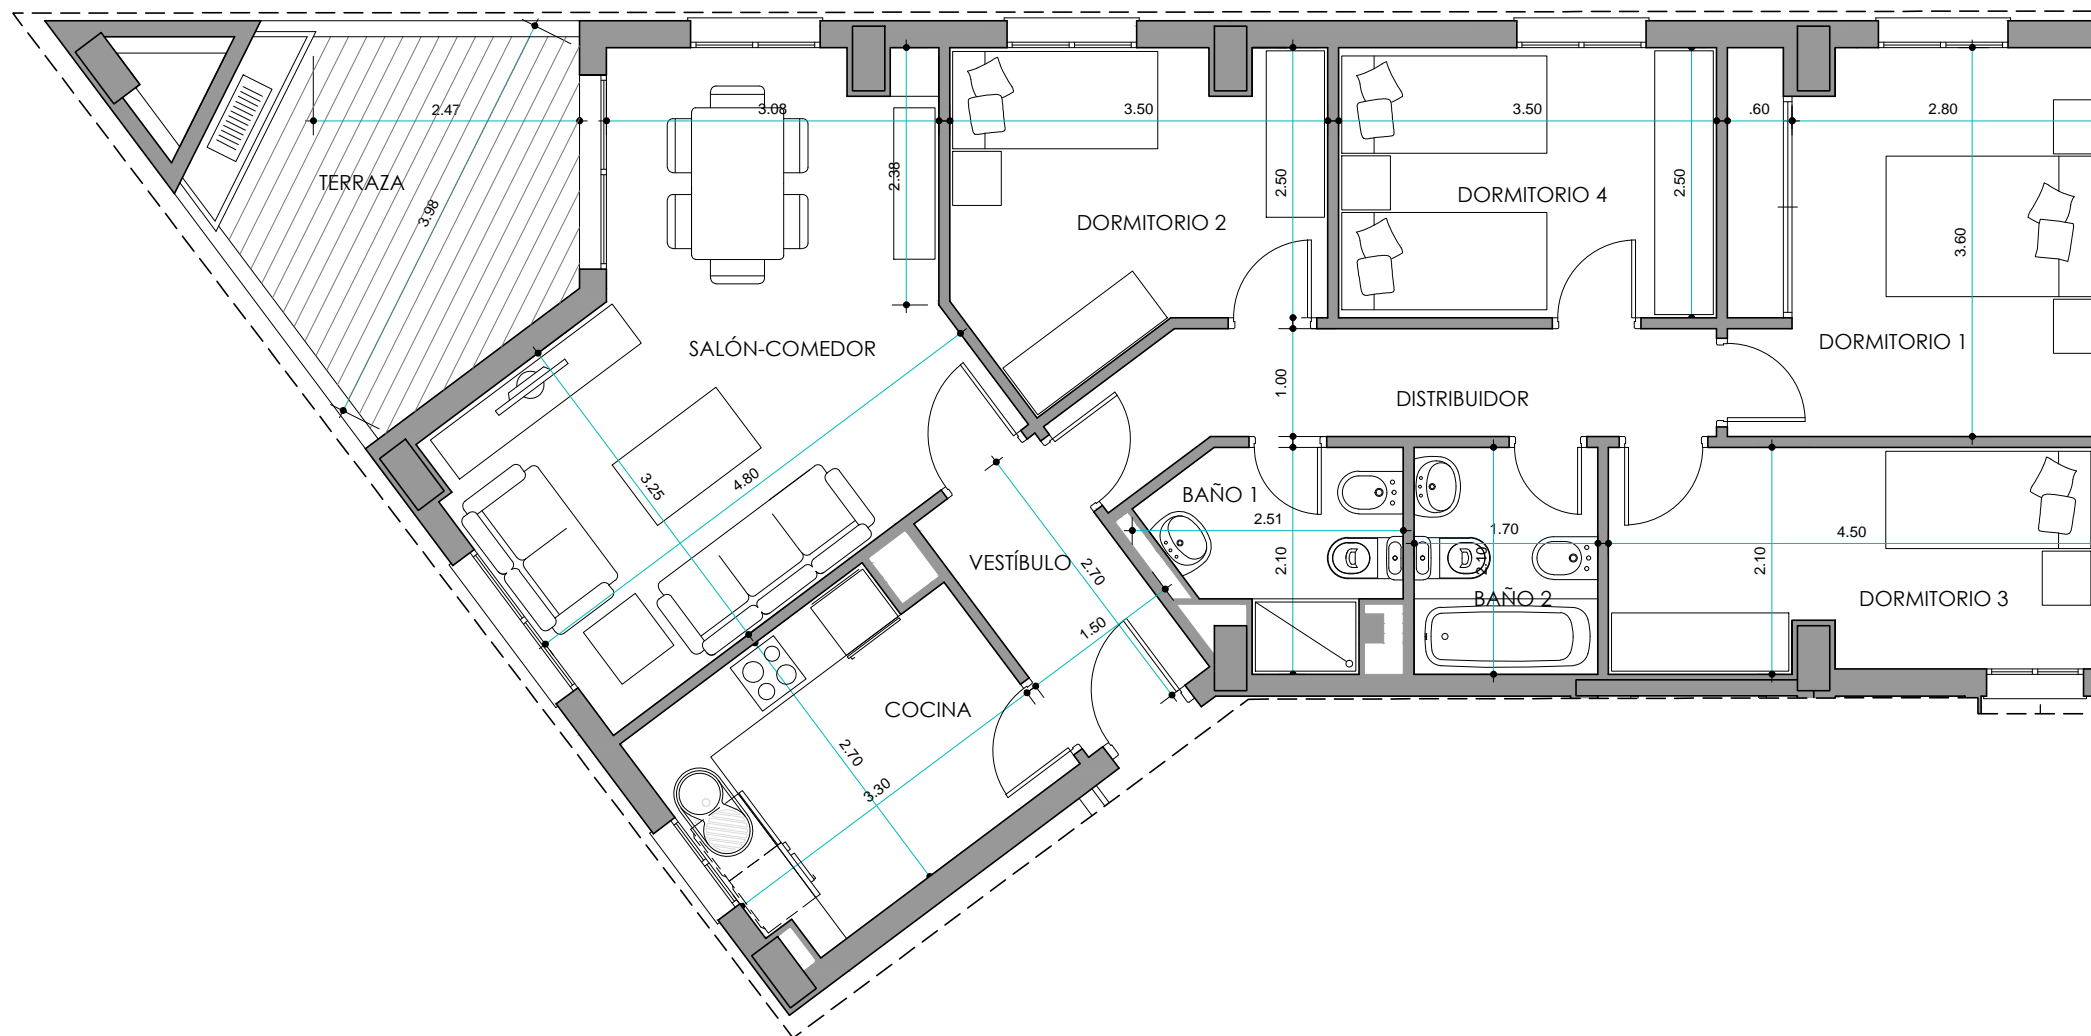 2.47
3.08
3.50
3.50
.60
2.80
2.38
2.50
2.50
TERRAZA
3.98
DORMITORIO 2
DORMITORIO 4
3.60
SALÓN-COMEDOR
DORMITORIO 1
1.00
DISTRIBUIDOR
3.25
4.80
BAÑO 1
2.51
1.70
4.50
VESTÍBULO
2.70
2.10
2.10
2.10
BAÑO 2
DORMITORIO 3
1.50
COCINA
2.70
3.30